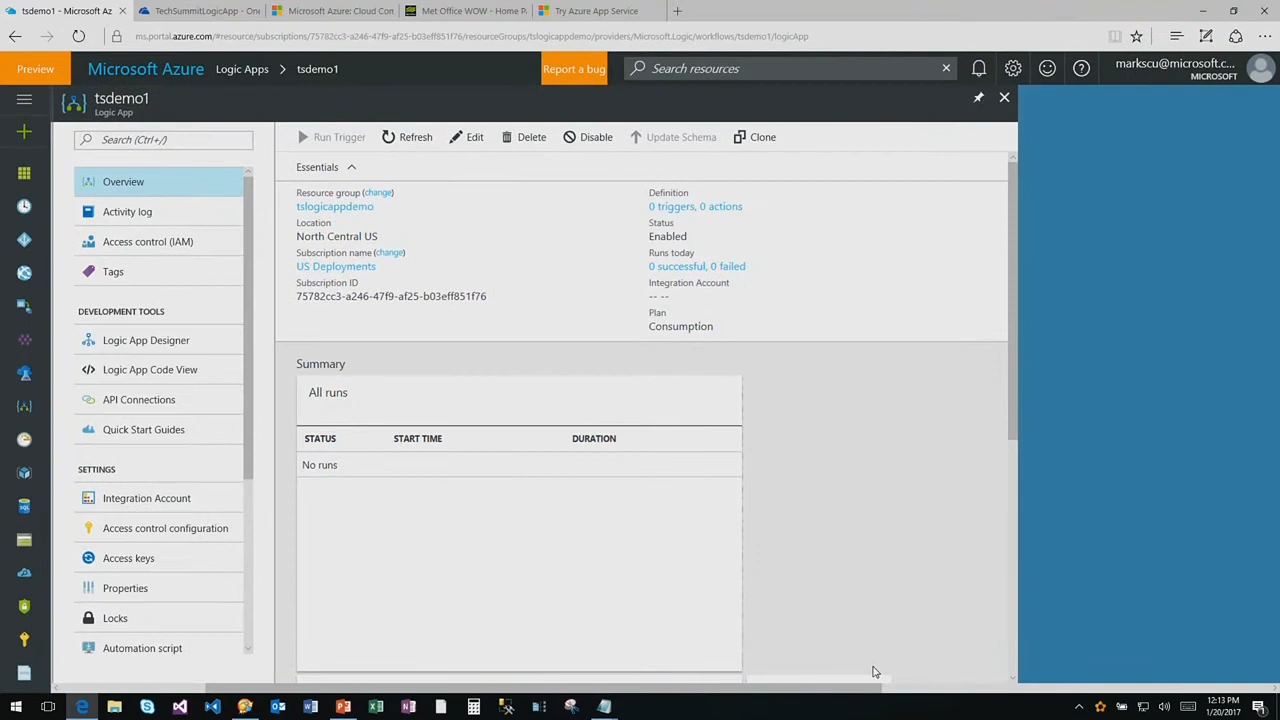 tsdemo1 - Microsoft Az
TechSummitLogicApp - One
Microsoft Azure: Cloud Con
Met Office WOW - Home Pa
Try Azure App Service
ms.portal.azure.com/#resource/subscriptions/75782cc3-a246-47f9-af25-b03eff851f76/resourceGroups/tslogicappdemo/providers/Microsoft.Logic/workflows/tsdemo1/logicApp
Preview
Microsoft Azure
Logic Apps
tsdemo1
Report a bug
Search resources
markscu@microsoft.c...
MICROSOFT
tsdemo1
Logic App
Search (Ctrl+/)
Overview
Activity log
Access control (IAM)
Tags
DEVELOPMENT TOOLS
Logic App Designer
Logic App Code View
API Connections
Quick Start Guides
SETTINGS
Integration Account
Access control configuration
Access keys
Properties
Locks
Automation script
Run Trigger
Refresh
Edit
Delete
Disable
Update Schema
Clone
Essentials
Resource group (change)
tslogicappdemo
Location
North Central US
Subscription name (change)
US Deployments
Subscription ID
75782cc3-a246-47f9-af25-b03eff851f76
Definition
0 triggers, 0 actions
Status
Enabled
Runs today
0 successful, 0 failed
Integration Account
-- --
Plan
Consumption
Summary
All runs
STATUS START TIME DURATION
No runs
12:13 PM
1/20/2017